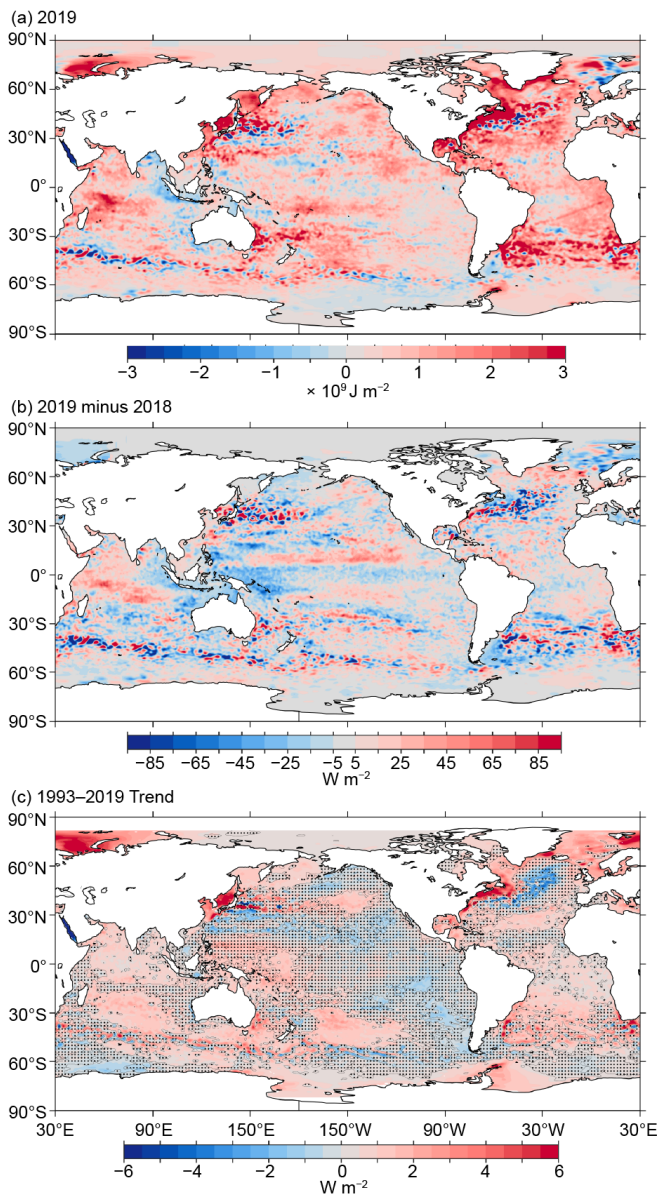 (a) 2019
90°N
60°N
30°N
0°
30°S
60°S
90°S
−3 −2 −1 0 1 2 3
× 10⁹ J m⁻²
(b) 2019 minus 2018
90°N
60°N
30°N
0°
30°S
60°S
90°S
−85 −65 −45 −25 −5 5 25 45 65 85
W m⁻²
(c) 1993–2019 Trend
90°N
60°N
30°N
0°
30°S
60°S
90°S
30°E 90°E 150°E 150°W 90°W 30°W 30°E
−6 −4 −2 0 2 4 6
W m⁻²